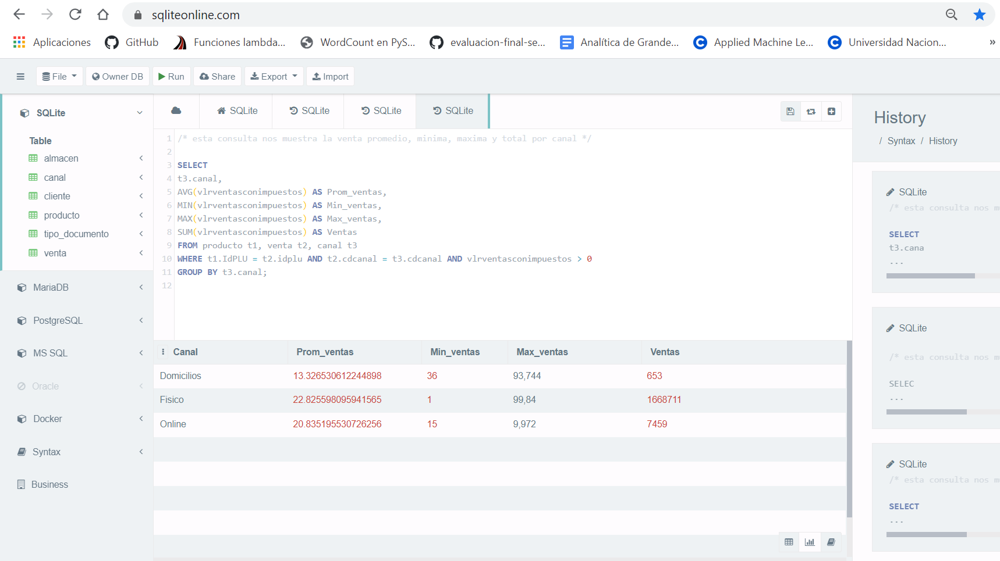 sqliteonline.com
Aplicaciones GitHub Funciones lambda... WordCount en PyS... evaluacion-final-se... Analítica de Grande... Applied Machine Le... Universidad Nacion... »
File Owner DB Run Share Export Import
SQLite
Table
almacen
canal
cliente
producto
tipo_documento
venta
MariaDB
PostgreSQL
MS SQL
Oracle
Docker
Syntax
Business
SQLite SQLite SQLite SQLite
1 /* esta consulta nos muestra la venta promedio, minima, maxima y total por canal */
2
3 SELECT
4 t3.canal,
5 AVG(vlrventasconimpuestos) AS Prom_ventas,
6 MIN(vlrventasconimpuestos) AS Min_ventas,
7 MAX(vlrventasconimpuestos) AS Max_ventas,
8 SUM(vlrventasconimpuestos) AS Ventas
9 FROM producto t1, venta t2, canal t3
10 WHERE t1.IdPLU = t2.idplu AND t2.cdcanal = t3.cdcanal AND vlrventasconimpuestos > 0
11 GROUP BY t3.canal;
12
Canal Prom_ventas Min_ventas Max_ventas Ventas
Domicilios 13.326530612244898 36 93,744 653
Fisico 22.825598095941565 1 99,84 1668711
Online 20.835195530726256 15 9,972 7459
History
/ Syntax / History
SQLite
/* esta consulta nos m
SELECT
t3.cana
...
SQLite
/* esta consulta nos m
SELEC
...
SQLite
/* esta consulta nos m
SELECT
...